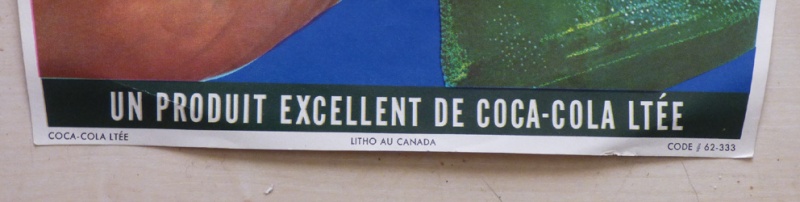 UN PRODUIT EXCELLENT DE COCA-COLA LTÉE
COCA-COLA LTÉE
LITHO AU CANADA
CODE // 62-333